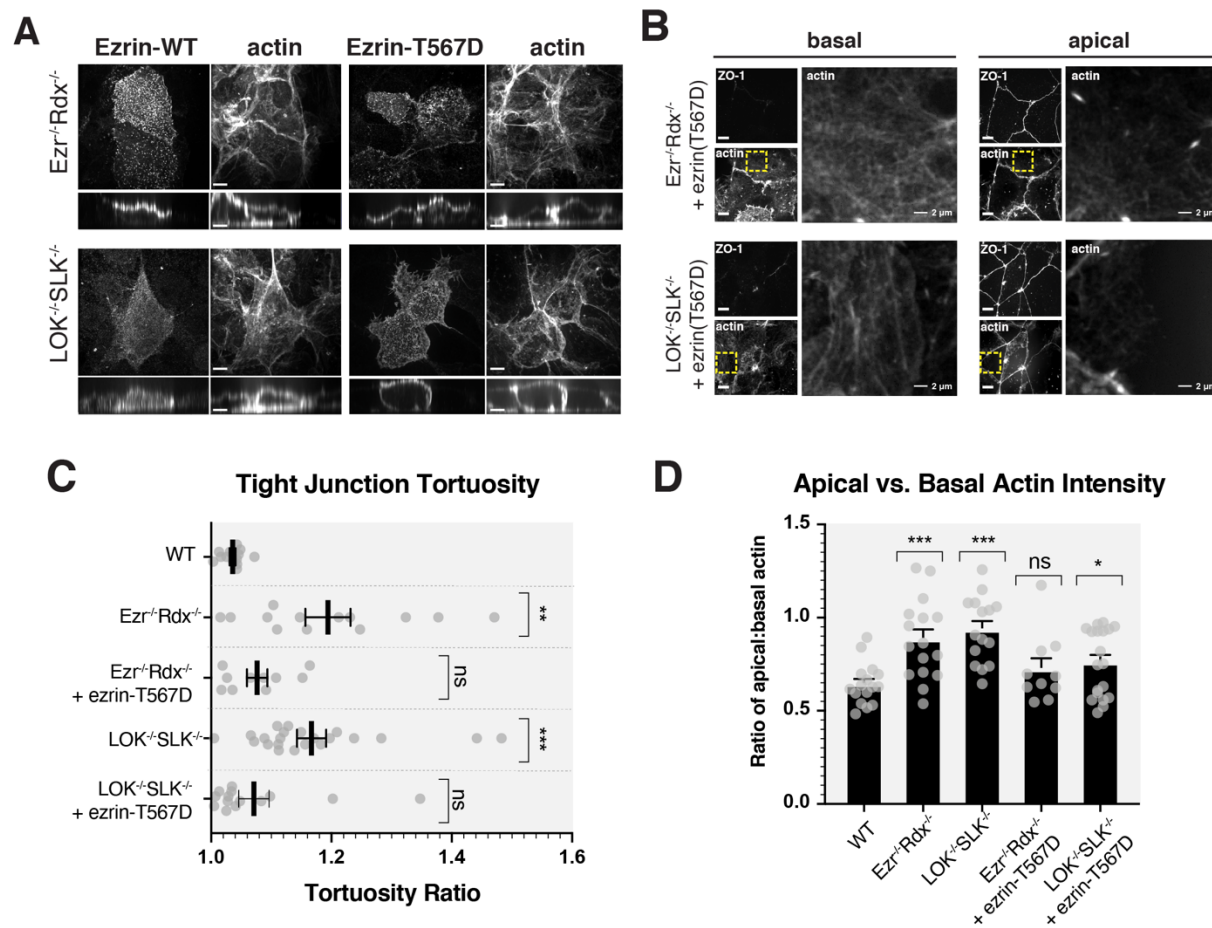 A
Ezrin-WT actin Ezrin-T567D actin
Ezr-/-Rdx-/-
LOK-/-SLK-/-
B
basal apical
Ezr-/-Rdx-/-
+ ezrin(T567D)
ZO-1 actin ZO-1 actin
actin actin
2 µm 2 µm
LOK-/-SLK-/-
+ ezrin(T567D)
ZO-1 actin ZO-1 actin
actin actin
2 µm 2 µm
C
Tight Junction Tortuosity
WT
Ezr-/-Rdx-/-
**
Ezr-/-Rdx-/-
+ ezrin-T567D
ns
LOK-/-SLK-/-
***
LOK-/-SLK-/-
+ ezrin-T567D
ns
1.0 1.2 1.4 1.6
Tortuosity Ratio
D
Apical vs. Basal Actin Intensity
Ratio of apical:basal actin
1.5
1.0
0.5
0.0
*** *** ns *
WT
Ezr-/-Rdx-/-
LOK-/-SLK-/-
Ezr-/-Rdx-/-
+ ezrin-T567D
LOK-/-SLK-/-
+ ezrin-T567D